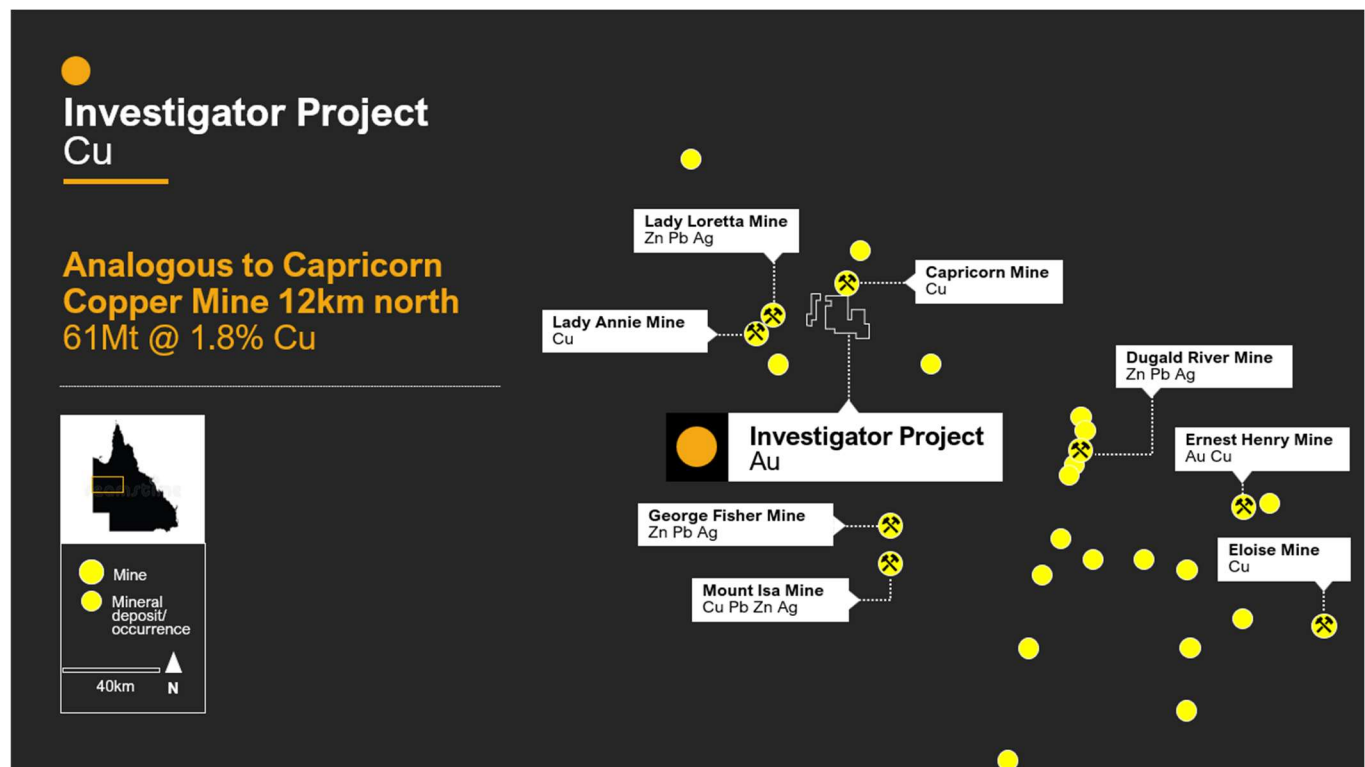 Investigator Project
Cu
Analogous to Capricorn
Copper Mine 12km north
61Mt @ 1.8% Cu
Lady Loretta Mine
Zn Pb Ag
Capricorn Mine
Cu
Lady Annie Mine
Cu
Dugald River Mine
Zn Pb Ag
Investigator Project
Au
Ernest Henry Mine
Au Cu
George Fisher Mine
Zn Pb Ag
Eloise Mine
Cu
Mount Isa Mine
Cu Pb Zn Ag
Mine
Mineral
deposit/
occurrence
40km
N